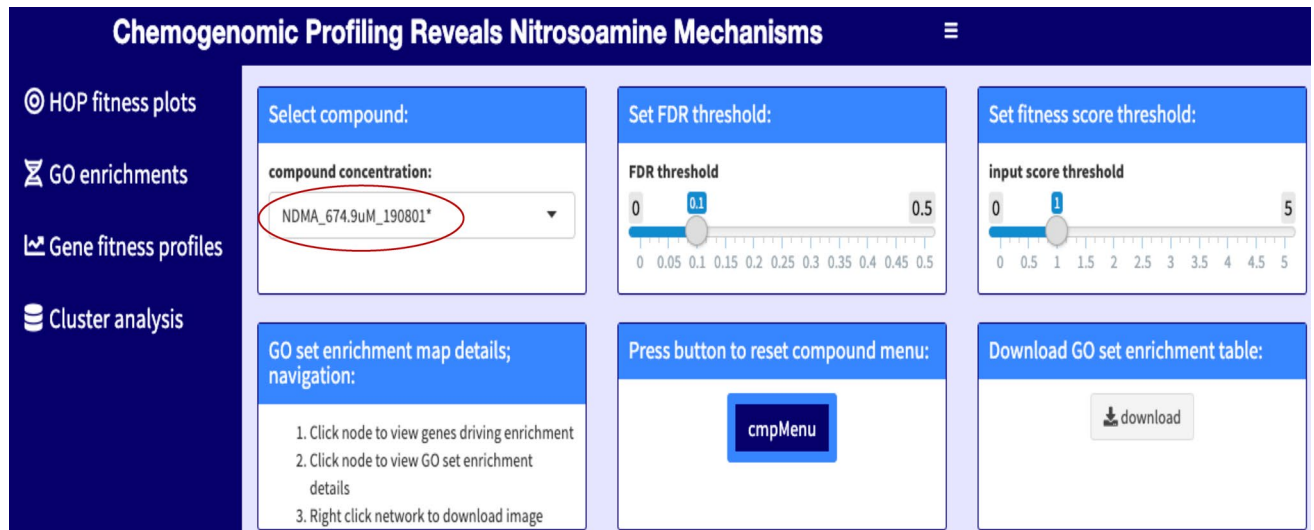 Chemogenomic Profiling Reveals Nitrosoamine Mechanisms
HOP fitness plots
GO enrichments
Gene fitness profiles
Cluster analysis
Select compound:
compound concentration:
NDMA_674.9uM_190801*
Set FDR threshold:
FDR threshold
0 0.1 0.5
0 0.05 0.1 0.15 0.2 0.25 0.3 0.35 0.4 0.45 0.5
Set fitness score threshold:
input score threshold
0 1 5
0 0.5 1 1.5 2 2.5 3 3.5 4 4.5 5
GO set enrichment map details;
navigation:
1. Click node to view genes driving enrichment
2. Click node to view GO set enrichment
details
3. Right click network to download image
Press button to reset compound menu:
cmpMenu
Download GO set enrichment table:
download